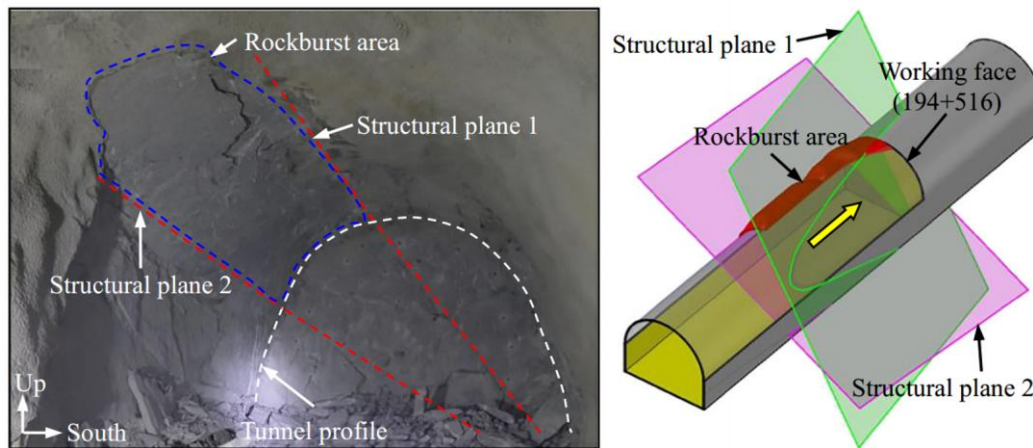 Rockburst area
Structural plane 1
Structural plane 2
Up
South
Tunnel profile
Structural plane 1
Working face
(194+516)
Rockburst area
Structural plane 2